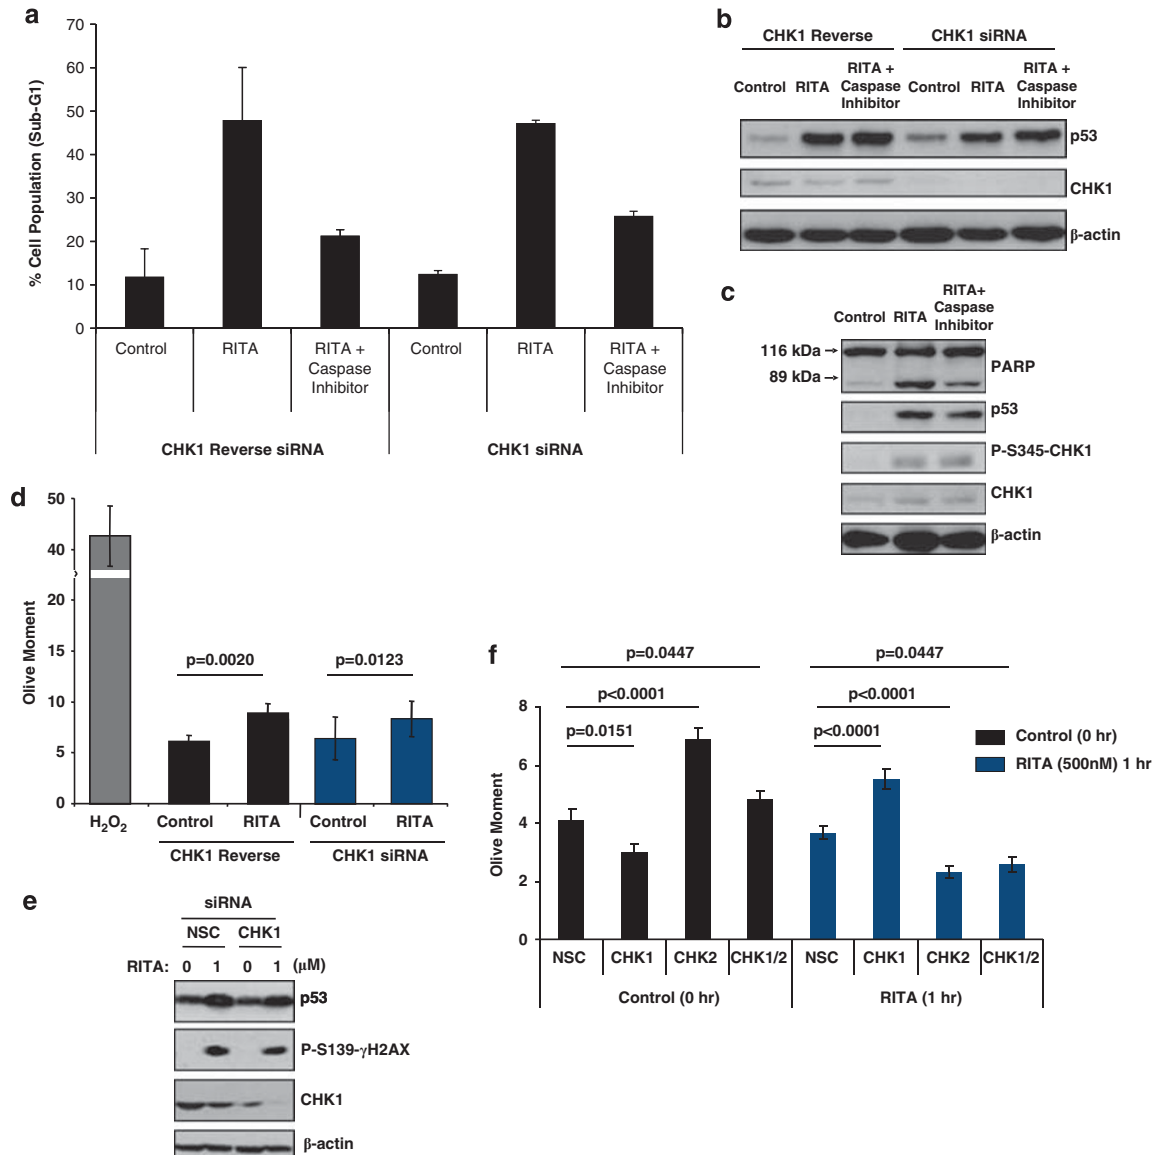 a
70
60
50
40
30
20
10
0
% Cell Population (Sub-G1)
Control
RITA
RITA +
Caspase
Inhibitor
Control
RITA
RITA +
Caspase
Inhibitor
CHK1 Reverse siRNA
CHK1 siRNA
b
CHK1 Reverse
CHK1 siRNA
Control
RITA
RITA +
Caspase
Inhibitor
Control
RITA
RITA +
Caspase
Inhibitor
p53
CHK1
β-actin
c
Control
RITA
RITA+
Caspase
Inhibitor
116 kDa →
89 kDa →
PARP
p53
P-S345-CHK1
CHK1
β-actin
d
50
40
20
15
10
5
0
Olive Moment
p=0.0020
p=0.0123
H₂O₂
Control
RITA
Control
RITA
CHK1 Reverse
CHK1 siRNA
e
siRNA
NSC CHK1
RITA: 0 1 0 1 (μM)
p53
P-S139-γH2AX
CHK1
β-actin
f
p=0.0447
p<0.0001
p=0.0151
p=0.0447
p<0.0001
p<0.0001
Control (0 hr)
RITA (500nM) 1 hr
8
6
4
2
0
Olive Moment
NSC
CHK1
CHK2
CHK1/2
NSC
CHK1
CHK2
CHK1/2
Control (0 hr)
RITA (1 hr)